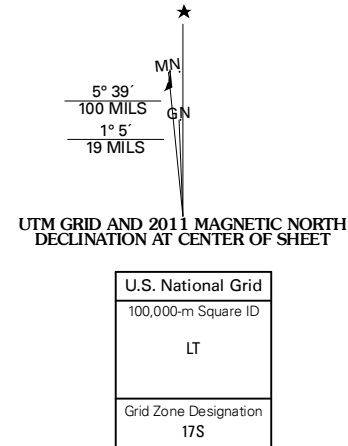 MN
5° 39´
100 MILS
GN
1° 5´
19 MILS
UTM GRID AND 2011 MAGNETIC NORTH
DECLINATION AT CENTER OF SHEET
U.S. National Grid
100,000-m Square ID
LT
Grid Zone Designation
17S